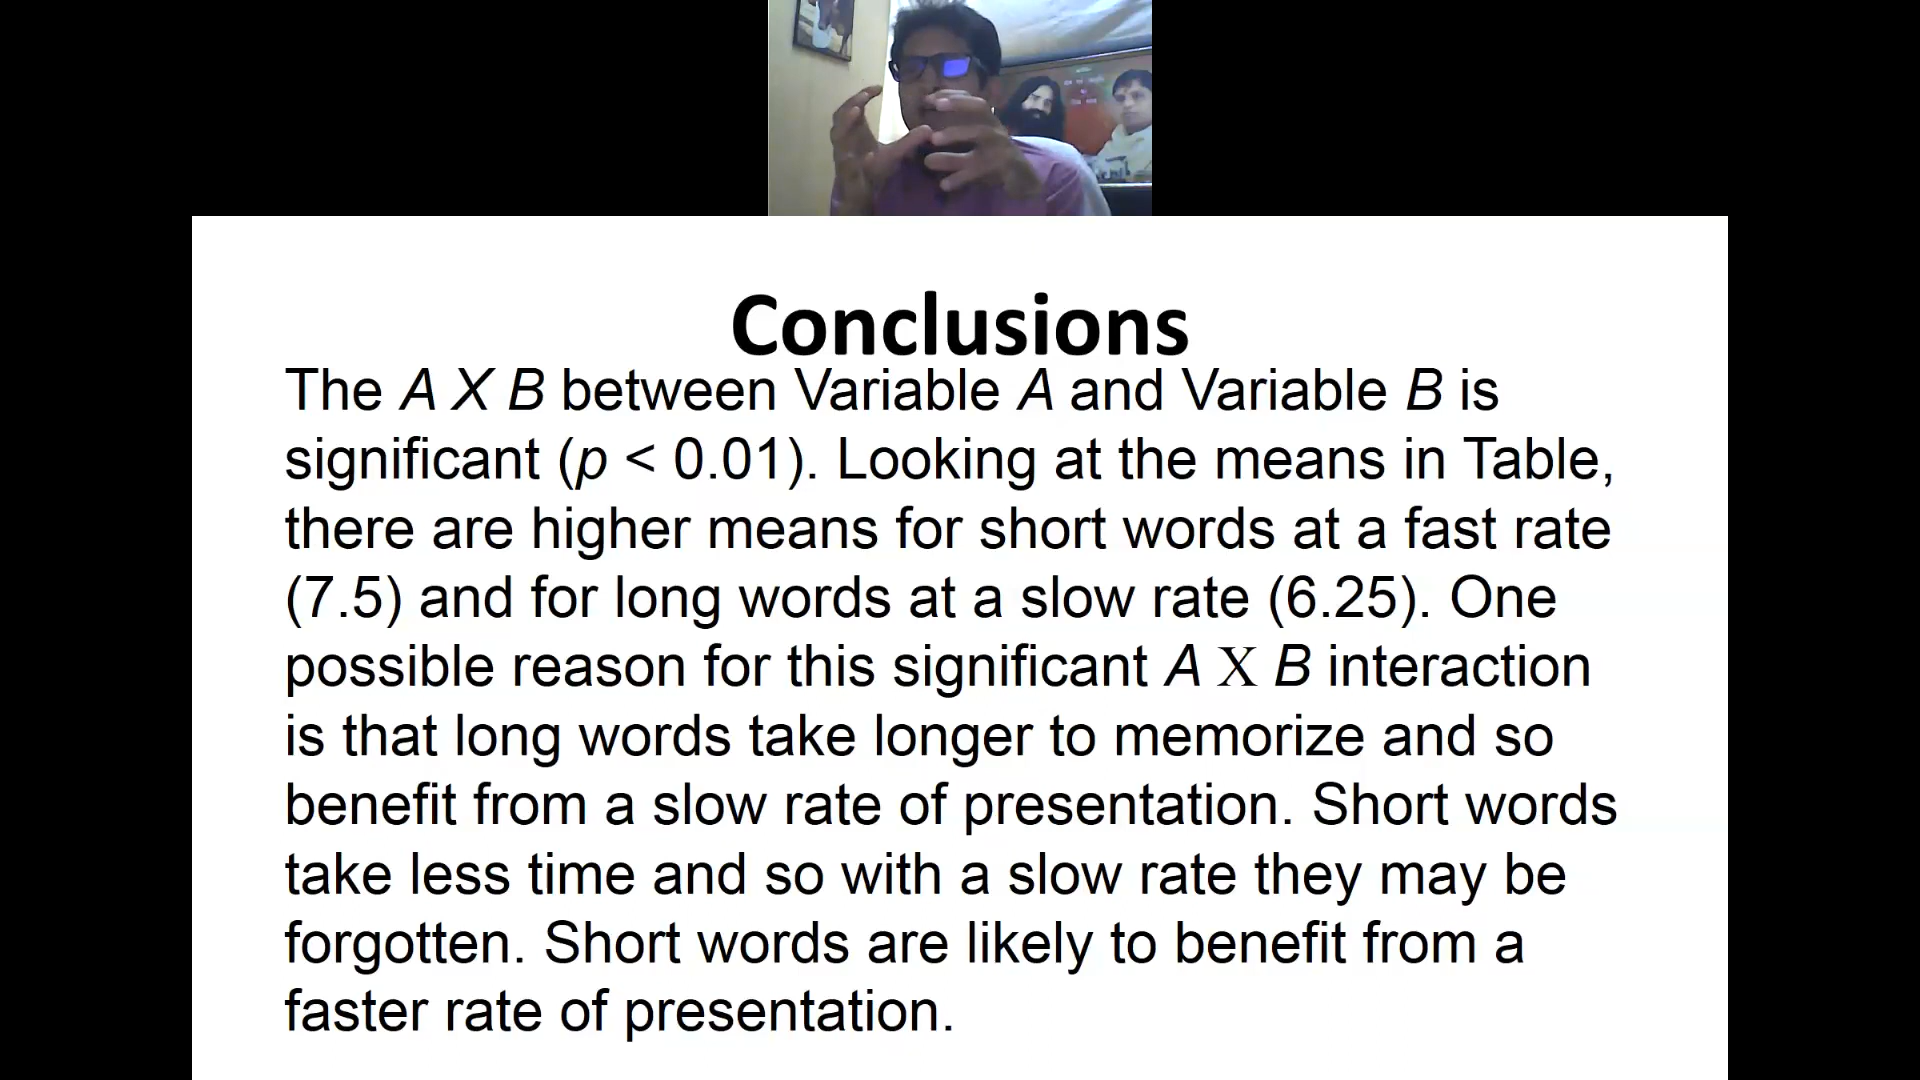 Conclusions
The A X B between Variable A and Variable B is
significant (p < 0.01). Looking at the means in Table,
there are higher means for short words at a fast rate
(7.5) and for long words at a slow rate (6.25). One
possible reason for this significant A X B interaction
is that long words take longer to memorize and so
benefit from a slow rate of presentation. Short words
take less time and so with a slow rate they may be
forgotten. Short words are likely to benefit from a
faster rate of presentation.